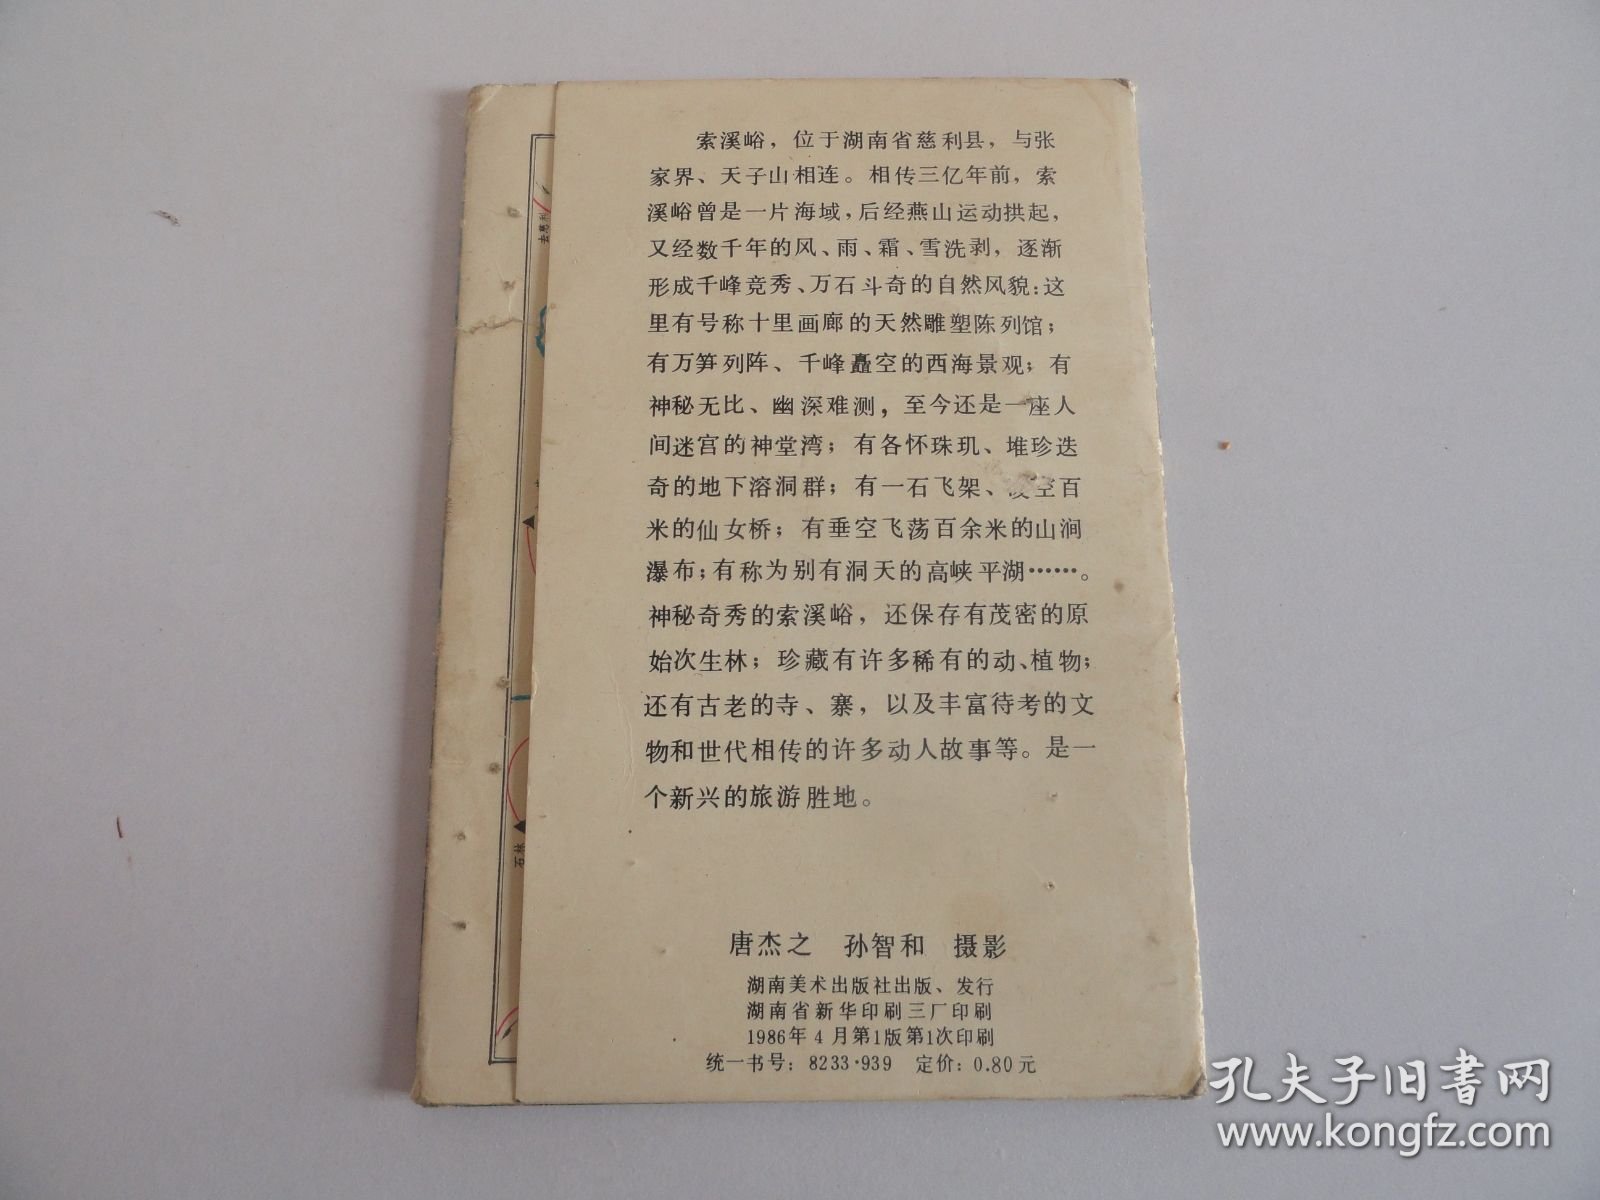 索溪峪，位于湖南省慈利县，与张
家界、天子山相连。相传三亿年前，索
溪峪曾是一片海域，后经燕山运动拱起，
又经数千年的风、雨、霜、雪洗剥，逐渐
形成千峰竞秀、万石斗奇的自然风貌：这
里有号称十里画廊的天然雕塑陈列馆；
有万笋列阵、千峰矗空的西海景观；有
神秘无比、幽深难测，至今还是一座人
间迷宫的神堂湾；有各怀珠玑、堆珍迭
奇的地下溶洞群；有一石飞架、凌空百
米的仙女桥；有垂空飞荡百余米的山涧
瀑布；有称为别有洞天的高峡平湖……。
神秘奇秀的索溪峪，还保存有茂密的原
始次生林；珍藏有许多稀有的动、植物；
还有古老的寺、寨，以及丰富待考的文
物和世代相传的许多动人故事等。是一
个新兴的旅游胜地。
唐杰之 孙智和 摄影
湖南美术出版社出版、发行
湖南省新华印刷三厂印刷
1986年4月第1版第1次印刷
统一书号：8233·939 定价：0.80元
去慈利
石林
孔夫子旧书网
www.kongfz.com